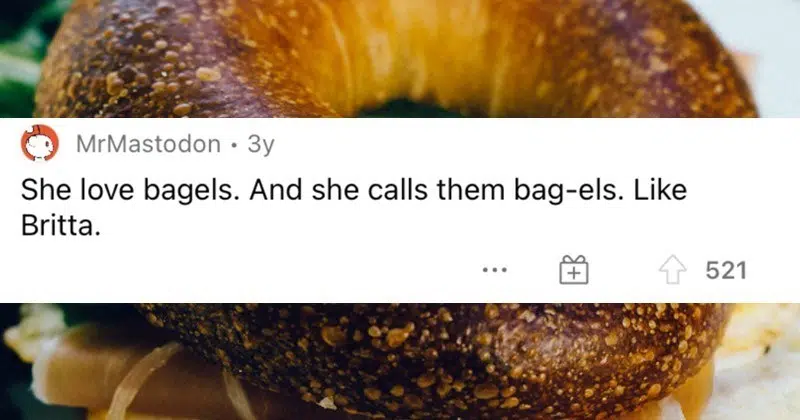 MrMastodon • 3y
She love bagels. And she calls them bag-els. Like
Britta.
521